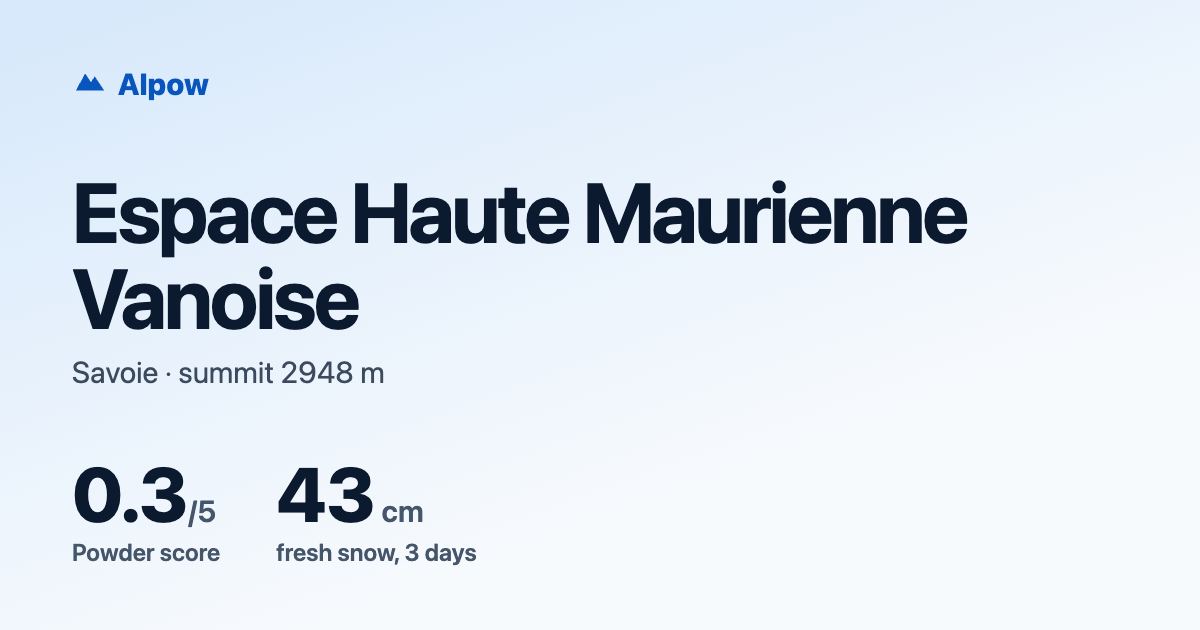 Alpow
Espace Haute Maurienne
Vanoise
Savoie · summit 2948 m
0.3/5
43 cm
Powder score
fresh snow, 3 days